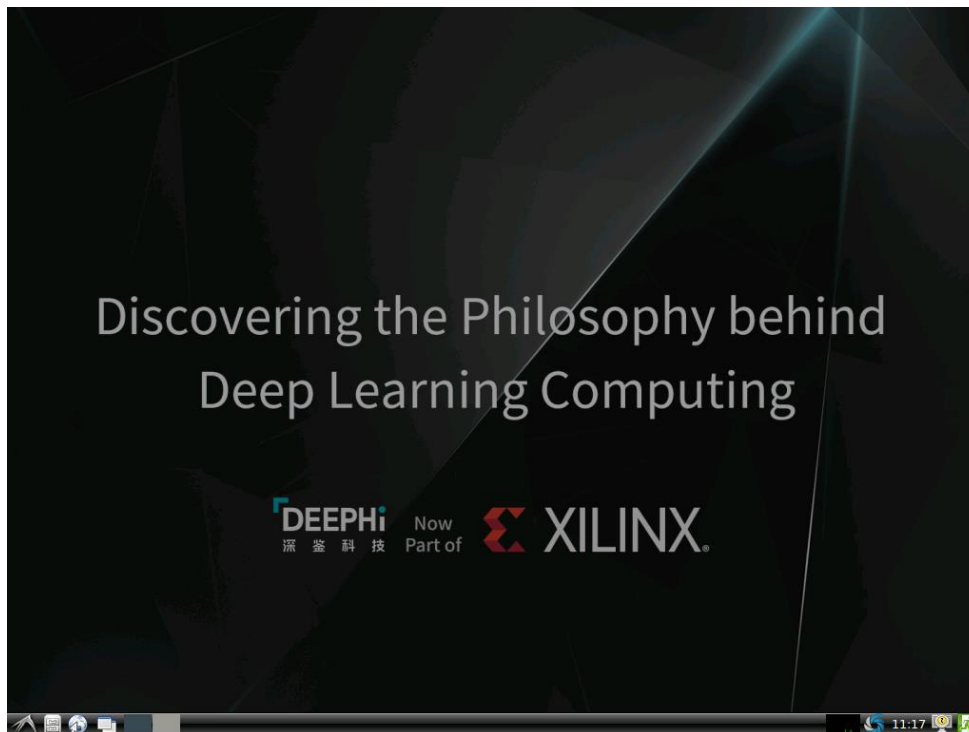 Discovering the Philosophy behind
Deep Learning Computing
DEEPHi
深鉴科技
Now
Part of
XILINX.
11:17